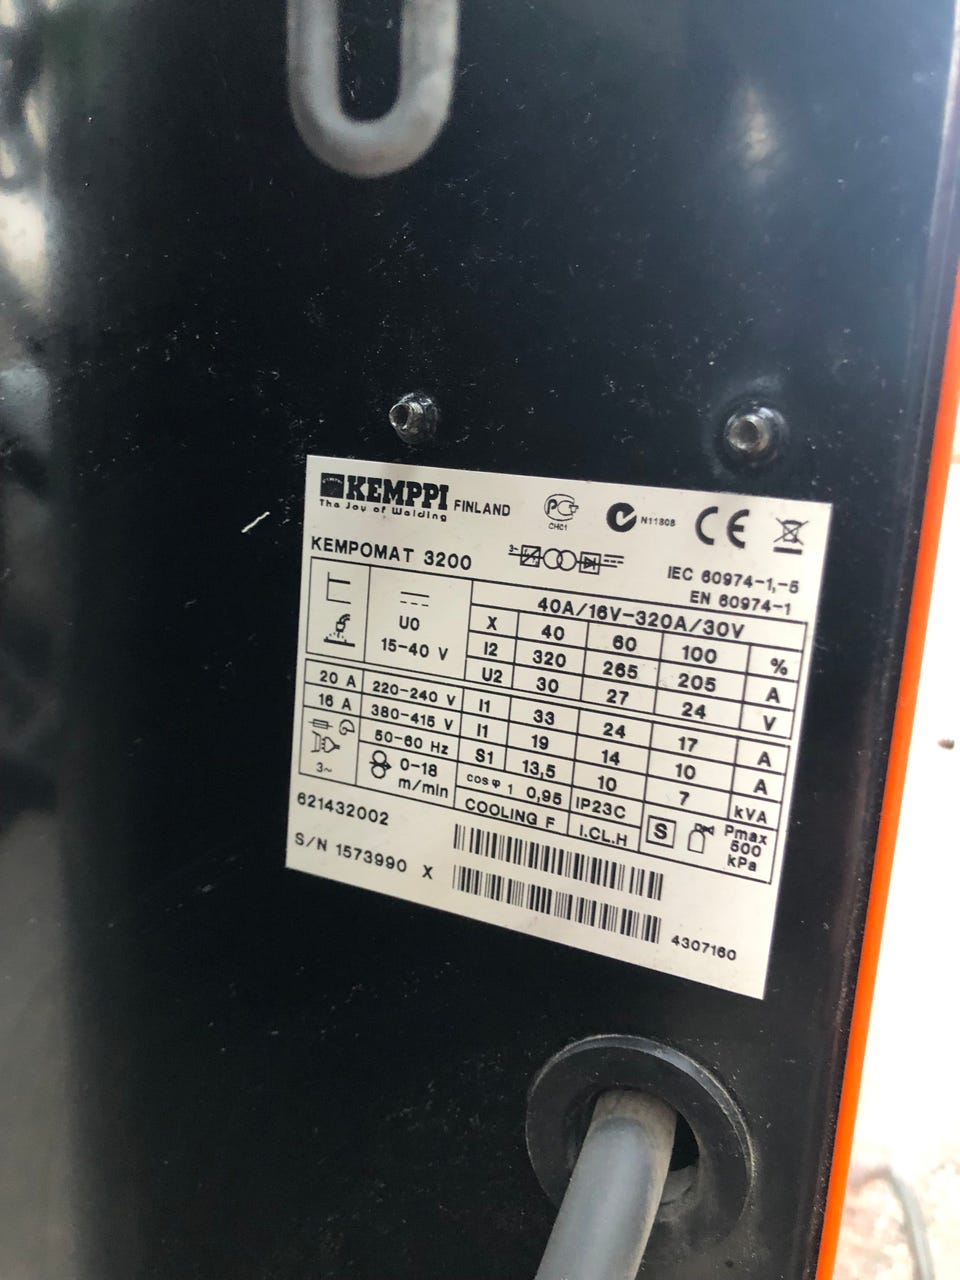 KEMPPI FINLAND
The Joy of Welding
PC
CHC1
N11808
CE
KEMPOMAT 3200
3~
IEC 60974-1,-5
EN 60974-1
40A/16V-320A/30V
U0
15-40 V
X 40 60 100 %
I2 320 265 205 A
U2 30 27 24 V
20 A 220-240 V I1 33 24 17 A
16 A 380-415 V I1 19 14 10 A
50-60 Hz S1 13,5 10 7 kVA
3~
0-18
m/min
cos φ 1 0,95 IP23C
COOLING F I.CL.H
S
Pmax
500
kPa
621432002
S/N 1573990 X
4307160